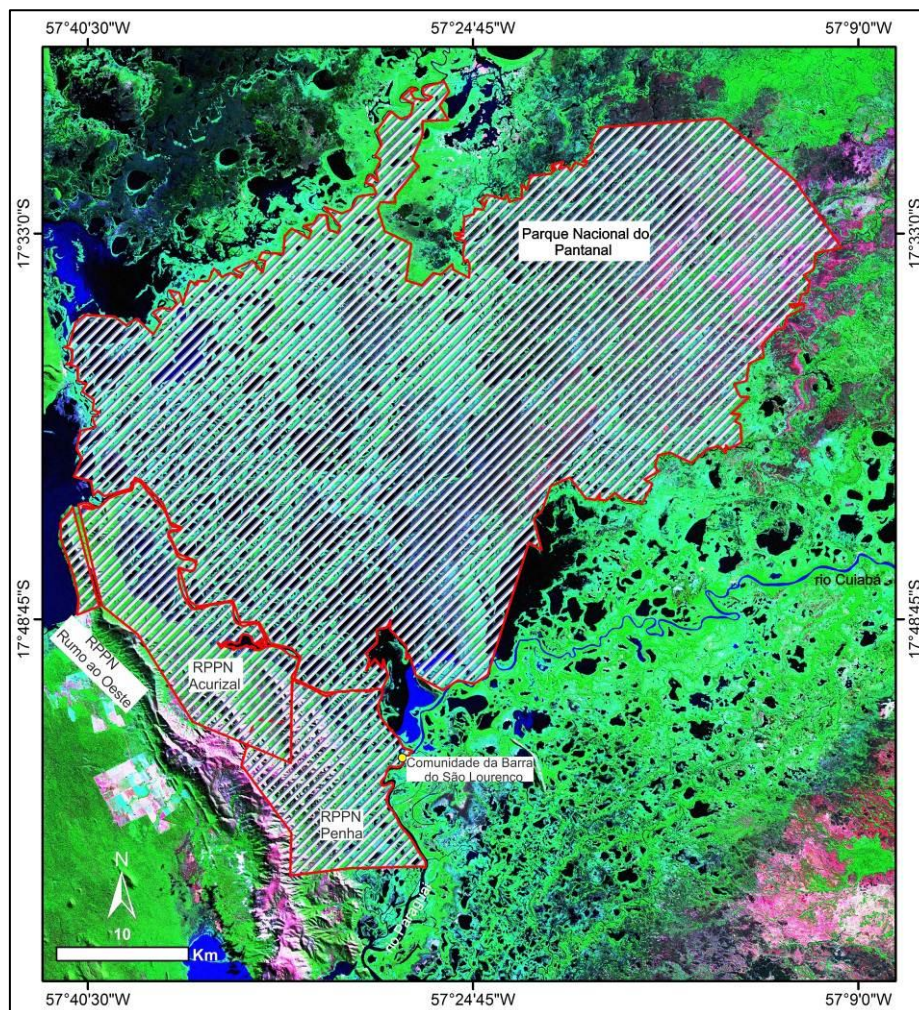 57°40'30"W
57°24'45"W
57°9'0"W
17°33'0"S
17°33'0"S
Parque Nacional do
Pantanal
rio Cuiabá
17°48'45"S
17°48'45"S
RPPN
Rumo ao Oeste
RPPN
Acurizal
Comunidade da Barra
do São Lourenço
RPPN
Penha
rio Paraguai
N
10
Km
57°40'30"W
57°24'45"W
57°9'0"W